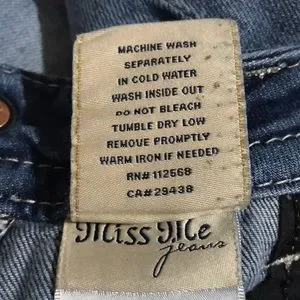 MACHINE WASH
SEPARATELY
IN COLD WATER
WASH INSIDE OUT
DO NOT BLEACH
TUMBLE DRY LOW
REMOVE PROMPTLY
WARM IRON IF NEEDED
RN# 112568
CA# 29438
Miss Me
jeans